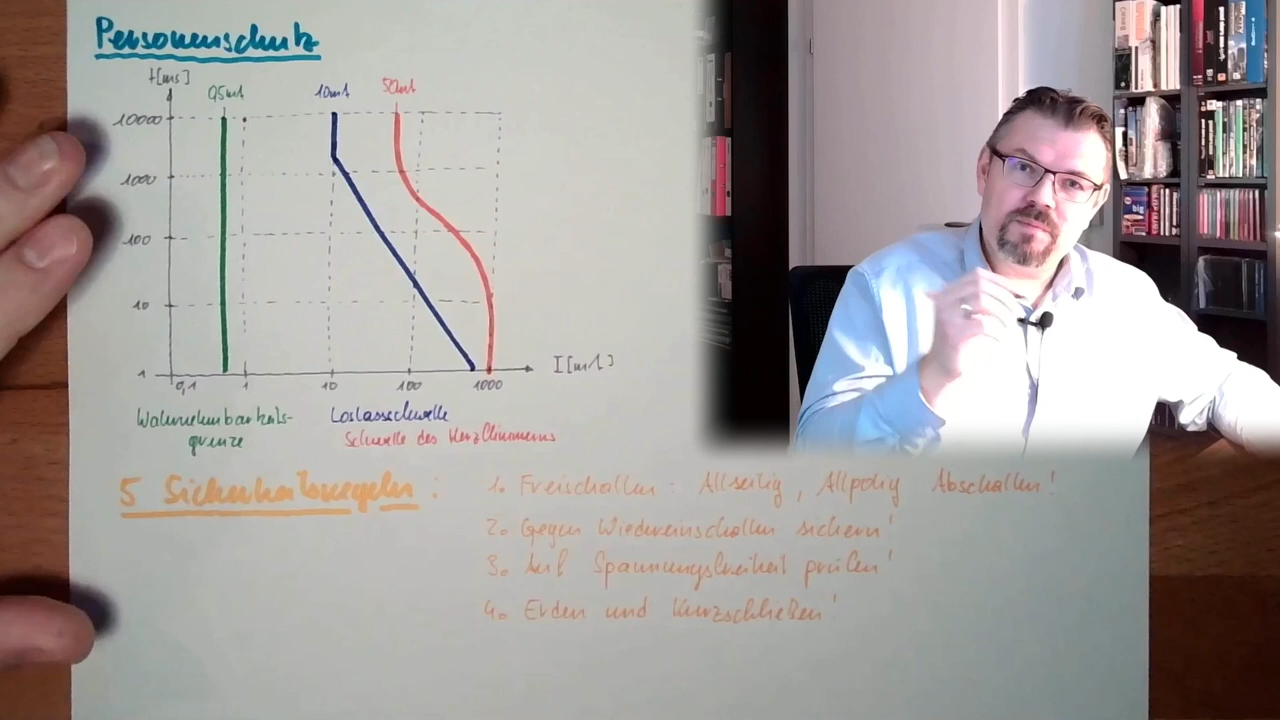 Personenschutz
t[ms]
0,5mA 10mA 50mA
10000
1000
100
10
1
0,1 1 10 100 1000
I[mA]
Wahrnehmbarkeits-
grenze
Loslassschwelle
Schwelle des Herzflimmerns
5 Sicherheitsregeln :
1. Freischalten : Allseitig, Allpolig Abschalten!
2. Gegen Wiedereinschalten sichern!
3. Auf Spannungsfreiheit prüfen!
4. Erden und Kurzschließen!
big